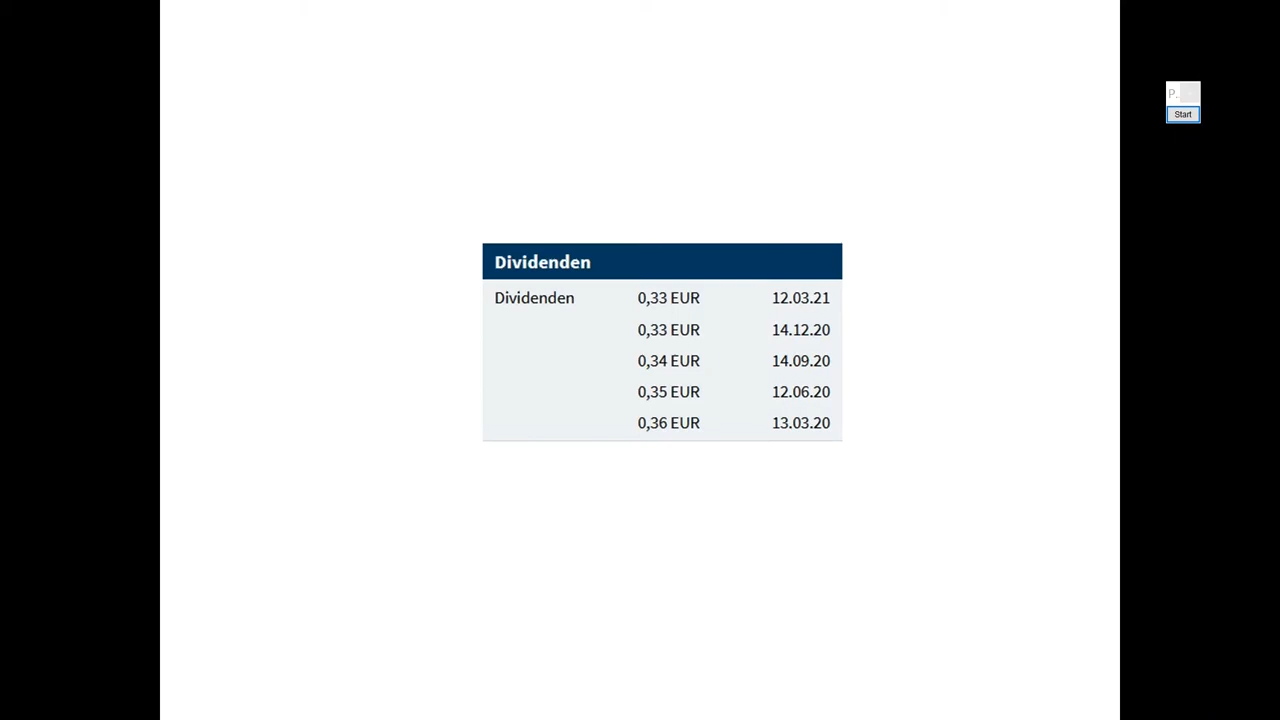 P.
Start
Dividenden
Dividenden 0,33 EUR 12.03.21
0,33 EUR 14.12.20
0,34 EUR 14.09.20
0,35 EUR 12.06.20
0,36 EUR 13.03.20